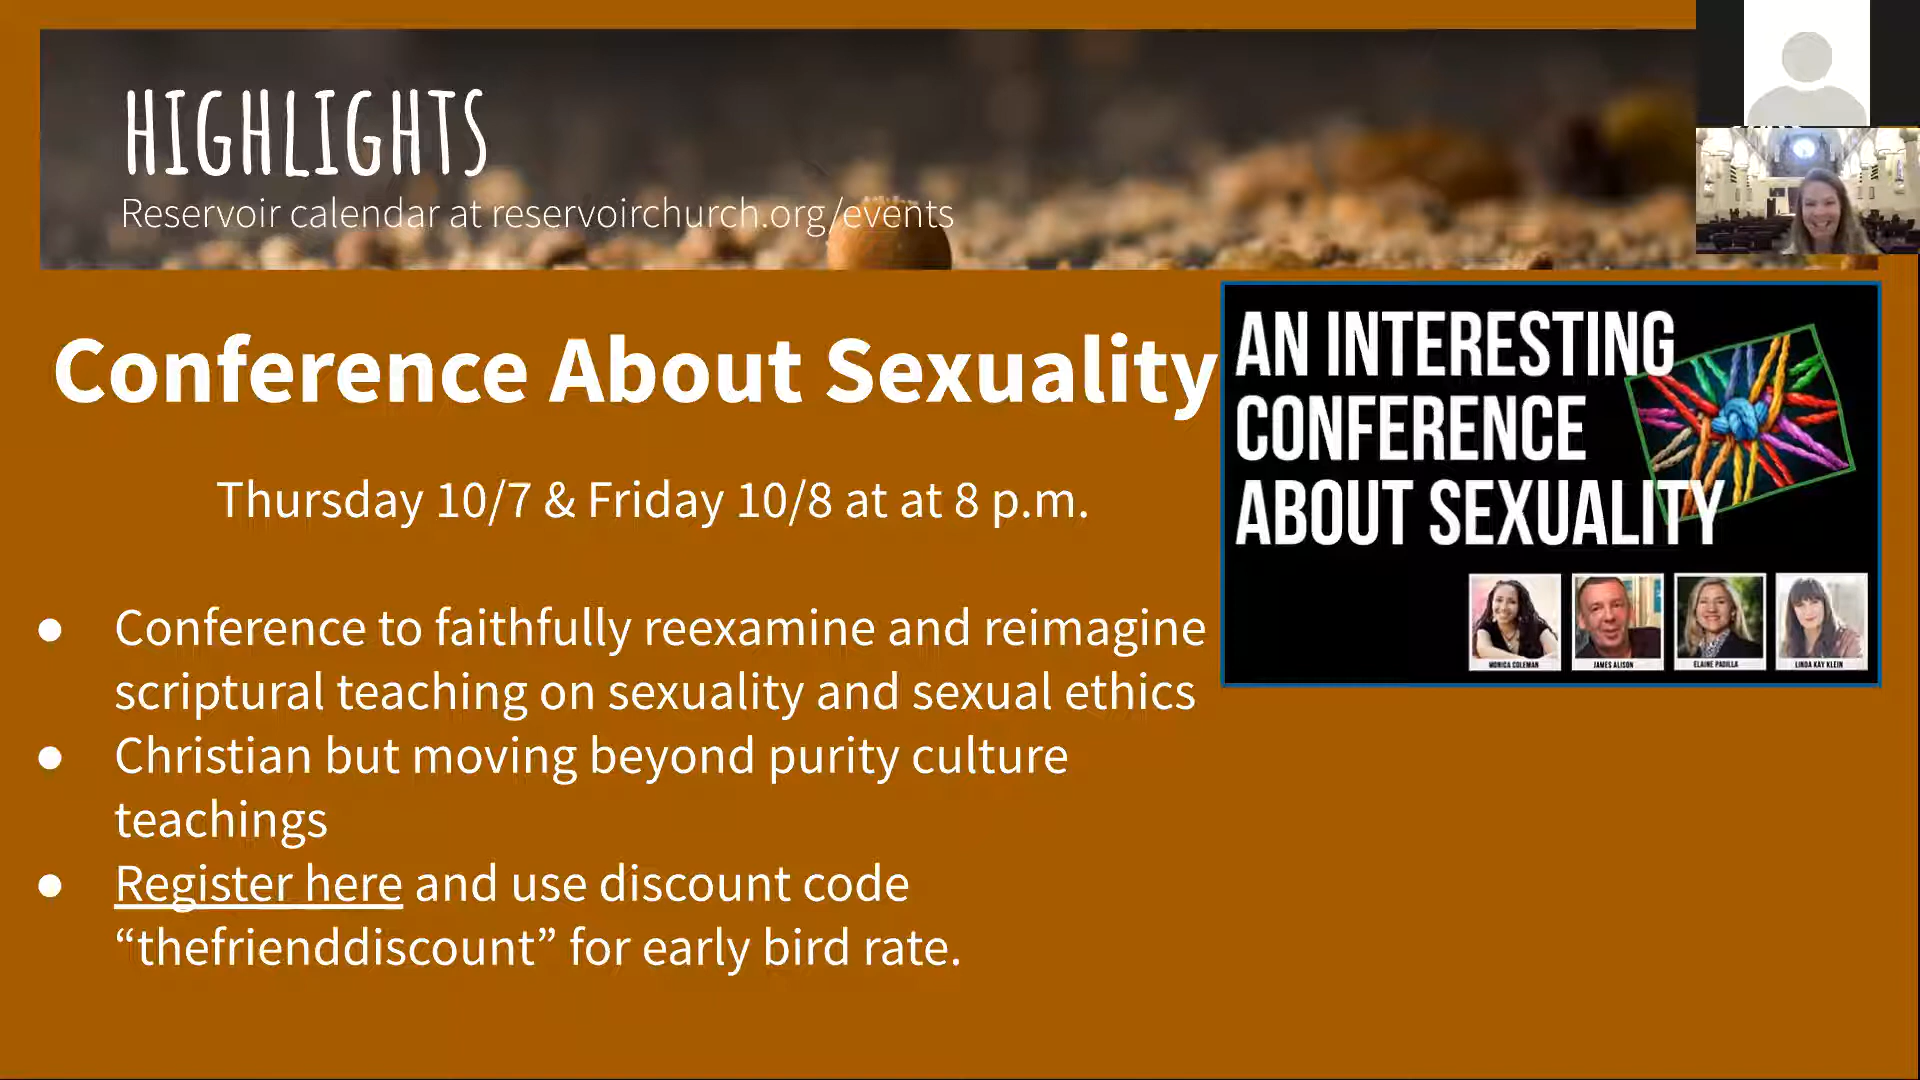 HIGHLIGHTS
Reservoir calendar at reservoirchurch.org/events
Conference About Sexuality
Thursday 10/7 & Friday 10/8 at at 8 p.m.
● Conference to faithfully reexamine and reimagine
scriptural teaching on sexuality and sexual ethics
● Christian but moving beyond purity culture
teachings
● Register here and use discount code
“thefrienddiscount” for early bird rate.
AN INTERESTING
CONFERENCE
ABOUT SEXUALITY
MONICA COLEMAN
JAMES ALISON
ELAINE PADILLA
LINDA KAY KLEIN